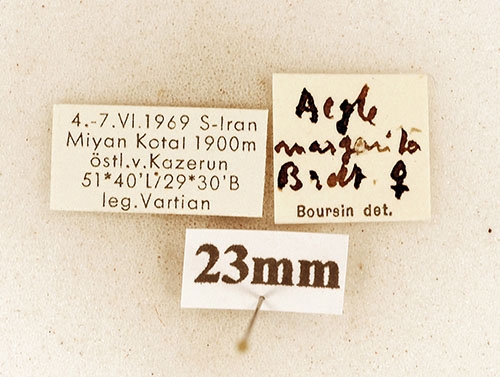 4.-7.VI.1969 S-Iran
Miyan Kotal 1900m
östl.v.Kazerun
51*40'L/29*30'B
leg.Vartian
Aegle
margarita
Brdt. ♀
Boursin det.
23mm